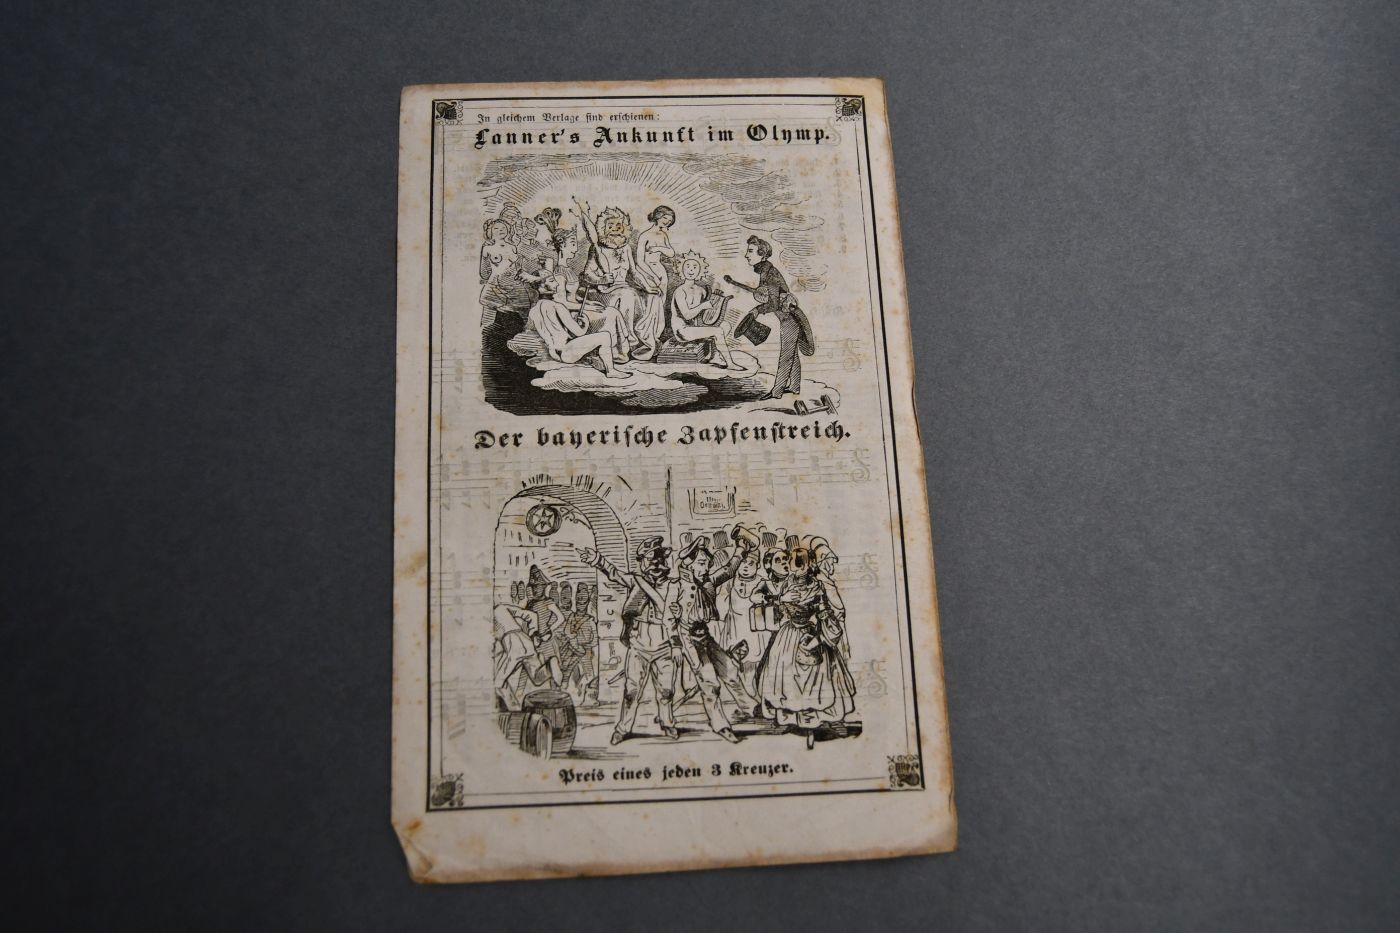 In gleichem Verlage sind erschienen:
Lanner's Ankunft im Olymp.
Der bayerische Zapfenstreich.
Preis eines jeden 3 Kreuzer.